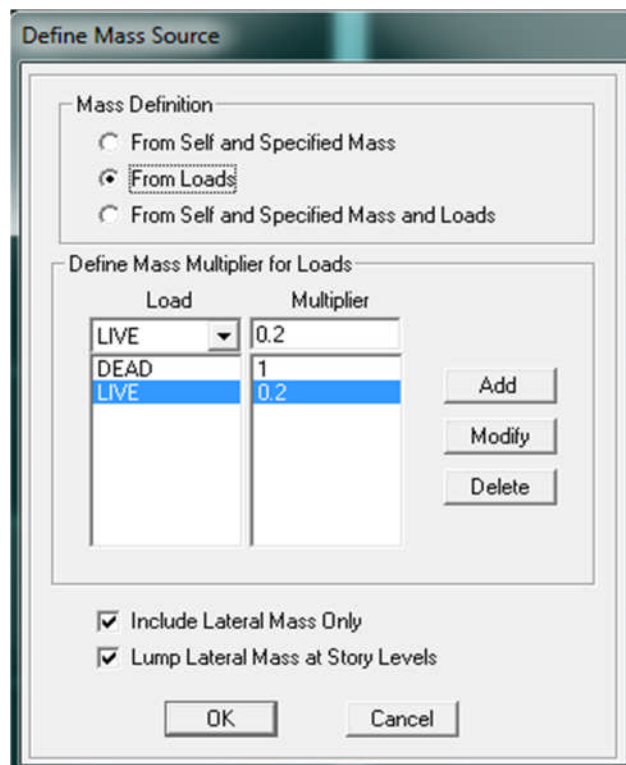 Define Mass Source
Mass Definition
From Self and Specified Mass
From Loads
From Self and Specified Mass and Loads
Define Mass Multiplier for Loads
Load Multiplier
LIVE 0.2
DEAD 1
LIVE 0.2
Add
Modify
Delete
Include Lateral Mass Only
Lump Lateral Mass at Story Levels
OK Cancel